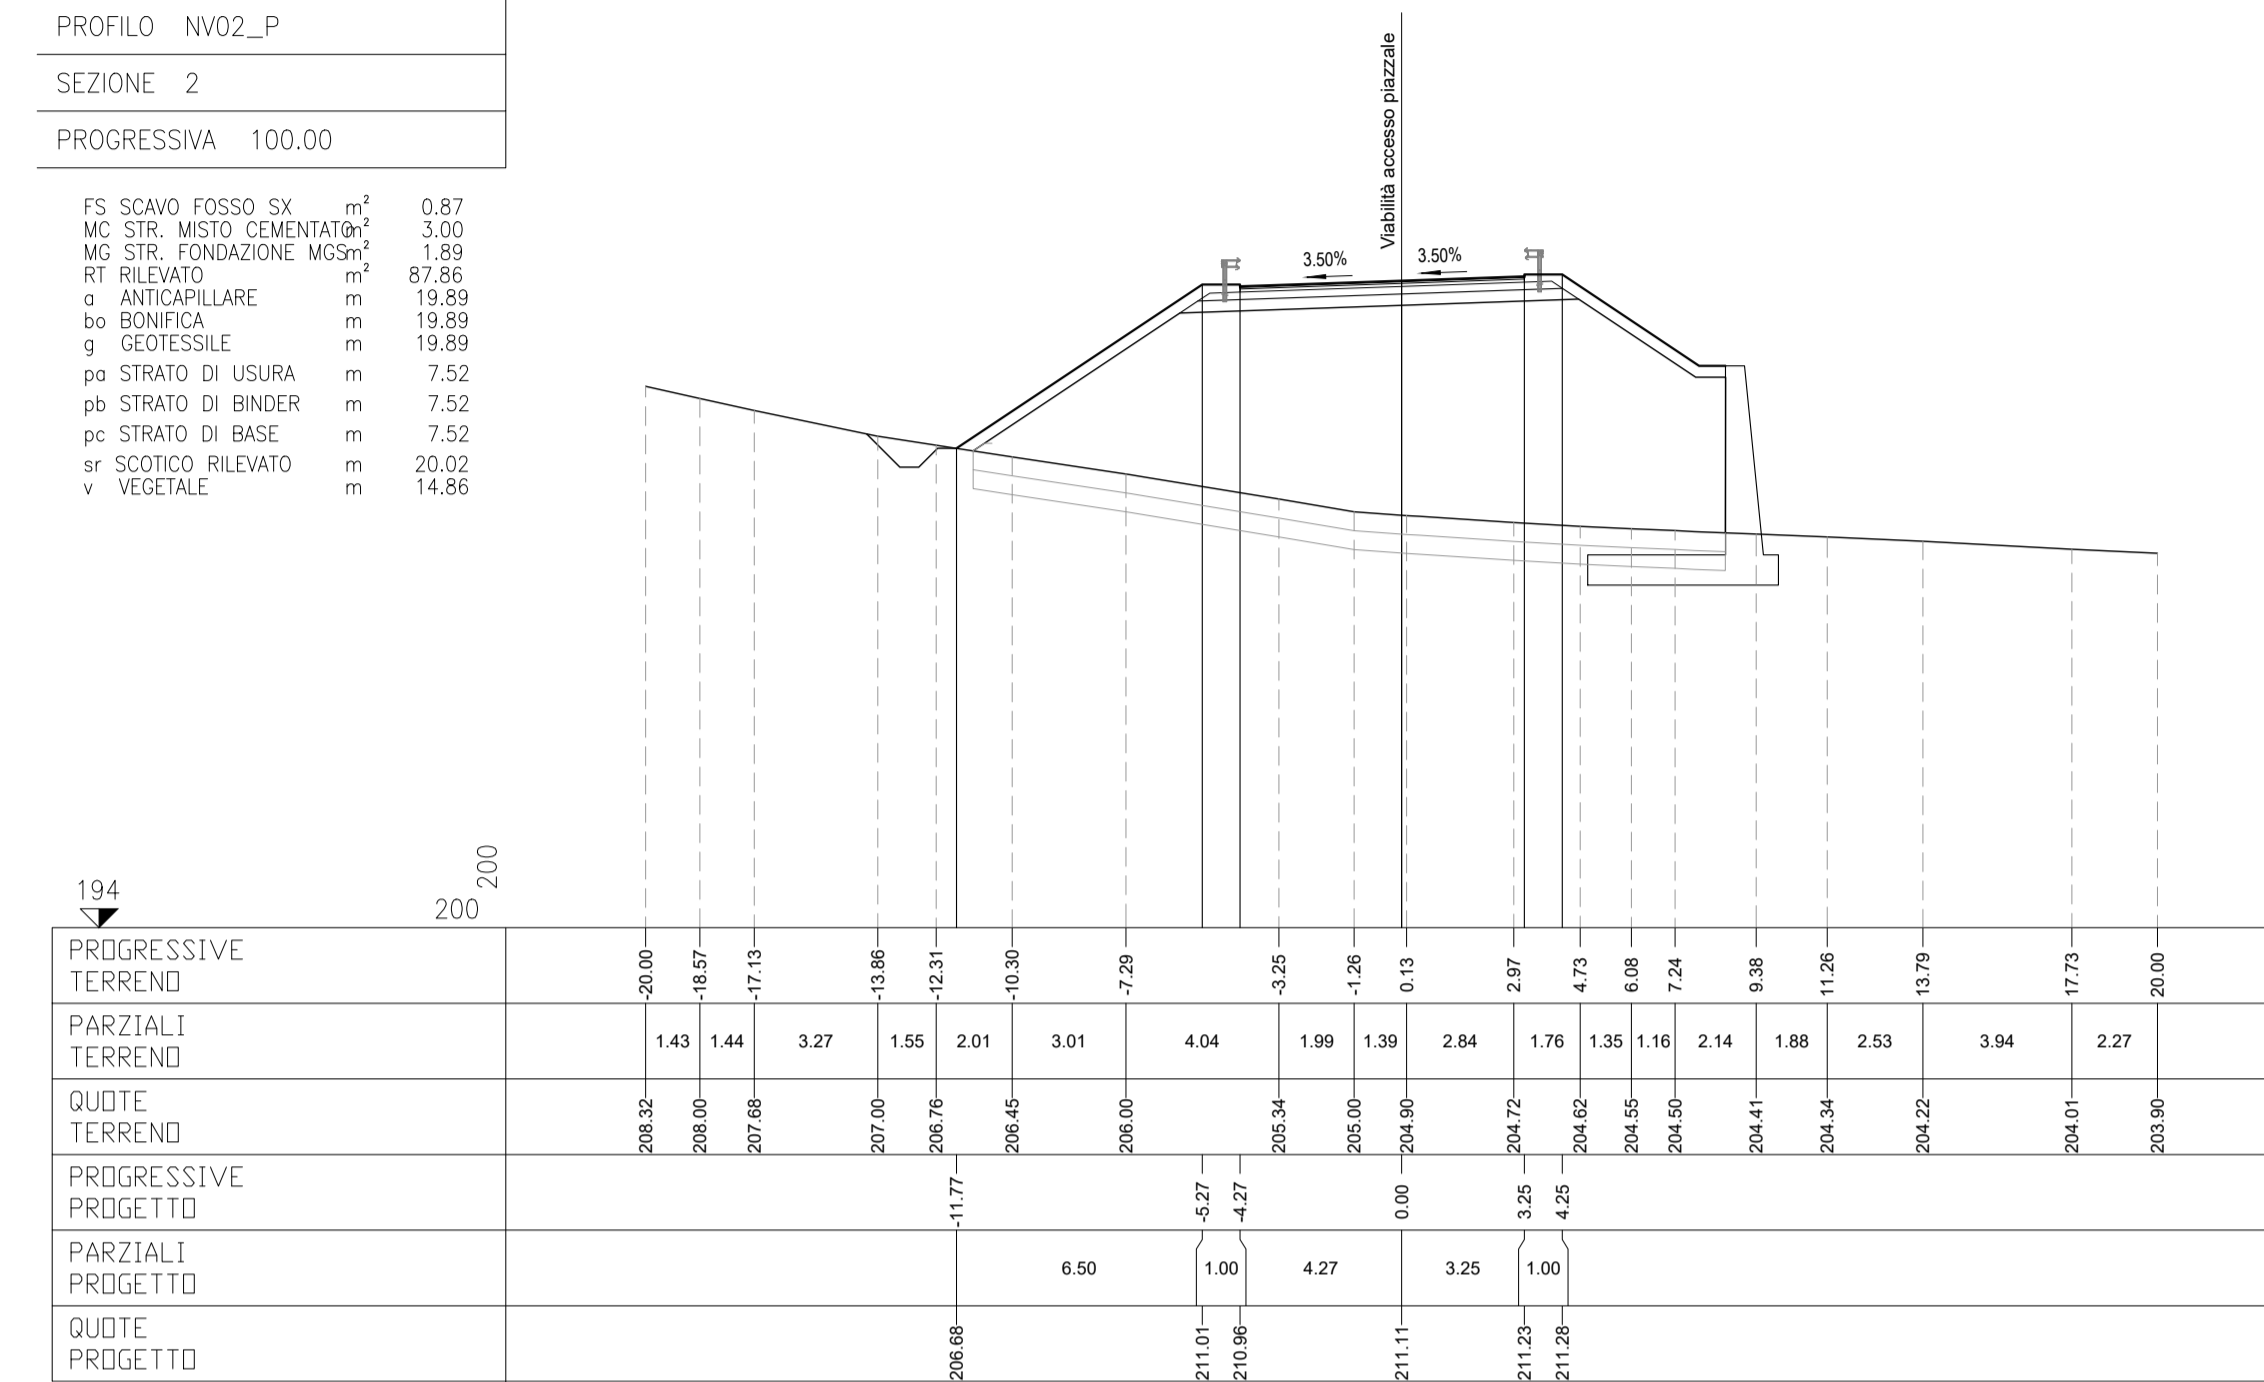 PROFILO NV02_P
SEZIONE 2
PROGRESSIVA 100.00
FS SCAVO FOSSO SX m² 0.87
MC STR. MISTO CEMENTATO m² 3.00
MG STR. FONDAZIONE MGS m² 1.89
RT RILEVATO m² 87.86
a ANTICAPILLARE m 19.89
bo BONIFICA m 19.89
g GEOTESSILE m 19.89
pa STRATO DI USURA m 7.52
pb STRATO DI BINDER m 7.52
pc STRATO DI BASE m 7.52
sr SCOTICO RILEVATO m 20.02
v VEGETALE m 14.86
Viabilità accesso piazzale
3.50% 3.50%
194
200
200
PROGRESSIVE
TERRENO
-20.00 -18.57 -17.13 -13.86 -12.31 -10.30 -7.29 -3.25 -1.26 0.13 2.97 4.73 6.08 7.24 9.38 11.26 13.79 17.73 20.00
PARZIALI
TERRENO
1.43 1.44 3.27 1.55 2.01 3.01 4.04 1.99 1.39 2.84 1.76 1.35 1.16 2.14 1.88 2.53 3.94 2.27
QUOTE
TERRENO
208.32 208.00 207.68 207.00 206.76 206.45 206.00 205.34 205.00 204.90 204.72 204.62 204.55 204.50 204.41 204.34 204.22 204.01 203.90
PROGRESSIVE
PROGETTO
-11.77 -5.27 -4.27 0.00 3.25 4.25
PARZIALI
PROGETTO
6.50 1.00 4.27 3.25 1.00
QUOTE
PROGETTO
206.68 211.01 210.96 211.11 211.23 211.28